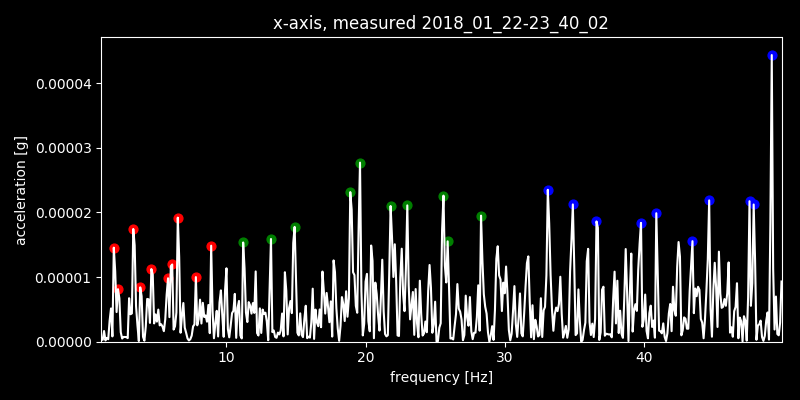 x-axis, measured 2018_01_22-23_40_02
0.00004
0.00003
0.00002
0.00001
0.00000
acceleration [g]
10 20 30 40
frequency [Hz]